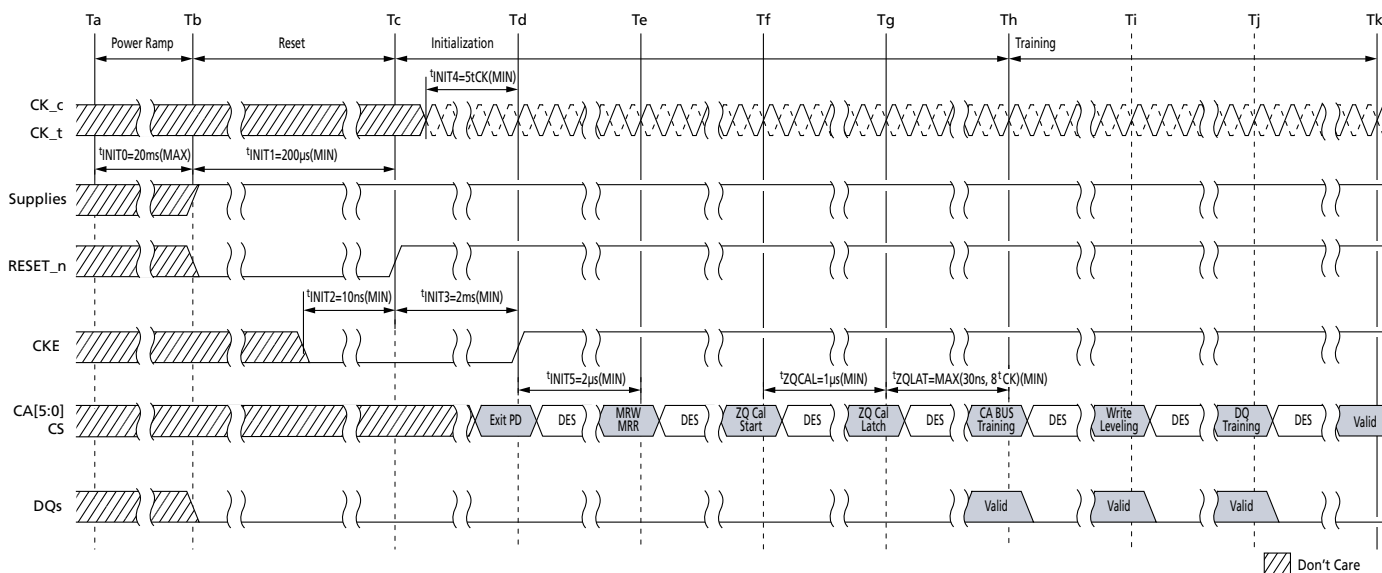 Ta Tb Tc Td Te Tf Tg Th Ti Tj Tk
Power Ramp Reset Initialization Training
tINIT4=5tCK(MIN)
CK_c
CK_t
tINIT0=20ms(MAX) tINIT1=200μs(MIN)
Supplies
RESET_n
tINIT2=10ns(MIN) tINIT3=2ms(MIN)
CKE
tINIT5=2μs(MIN) tZQCAL=1μs(MIN) tZQLAT=MAX(30ns, 8tCK)(MIN)
CA[5:0]
CS
Exit PD DES MRW MRR DES ZQ Cal Start DES ZQ Cal Latch DES CA BUS Training DES Write Leveling DES DQ Training DES Valid
DQs Valid Valid Valid
Don't Care